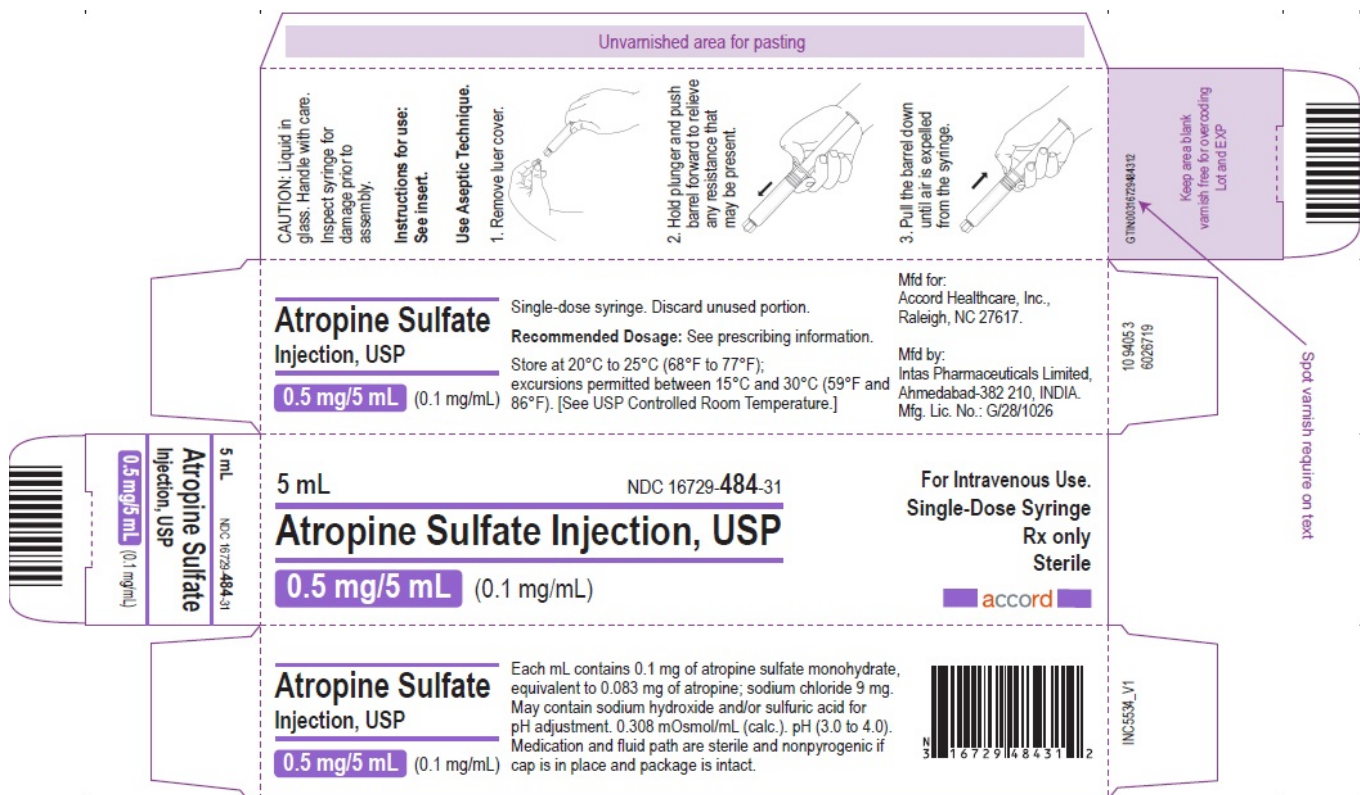 Unvarnished area for pasting
CAUTION: Liquid in
glass. Handle with care.
Inspect syringe for
damage prior to
assembly.
Instructions for use:
See insert.
Use Aseptic Technique.
1. Remove luer cover.
2. Hold plunger and push
barrel forward to relieve
any resistance that
may be present.
3. Pull the barrel down
until air is expelled
from the syringe.
GTIN:00316729484312
Keep area blank
varnish free for overcoding
Lot and EXP
Spot varnish require on text
Atropine Sulfate
Injection, USP
0.5 mg/5 mL (0.1 mg/mL)
Single-dose syringe. Discard unused portion.
Recommended Dosage: See prescribing information.
Store at 20°C to 25°C (68°F to 77°F);
excursions permitted between 15°C and 30°C (59°F and
86°F). [See USP Controlled Room Temperature.]
Mfd for:
Accord Healthcare, Inc.,
Raleigh, NC 27617.
Mfd by:
Intas Pharmaceuticals Limited,
Ahmedabad-382 210, INDIA.
Mfg. Lic. No.: G/28/1026
10 9405 3
6026719
5 mL NDC 16729-484-31
Atropine Sulfate
Injection, USP
0.5 mg/5 mL (0.1 mg/mL)
5 mL NDC 16729-484-31
Atropine Sulfate Injection, USP
0.5 mg/5 mL (0.1 mg/mL)
For Intravenous Use.
Single-Dose Syringe
Rx only
Sterile
accord
Atropine Sulfate
Injection, USP
0.5 mg/5 mL (0.1 mg/mL)
Each mL contains 0.1 mg of atropine sulfate monohydrate,
equivalent to 0.083 mg of atropine; sodium chloride 9 mg.
May contain sodium hydroxide and/or sulfuric acid for
pH adjustment. 0.308 mOsmol/mL (calc.). pH (3.0 to 4.0).
Medication and fluid path are sterile and nonpyrogenic if
cap is in place and package is intact.
N
3 16729 48431 2
INC5534_V1